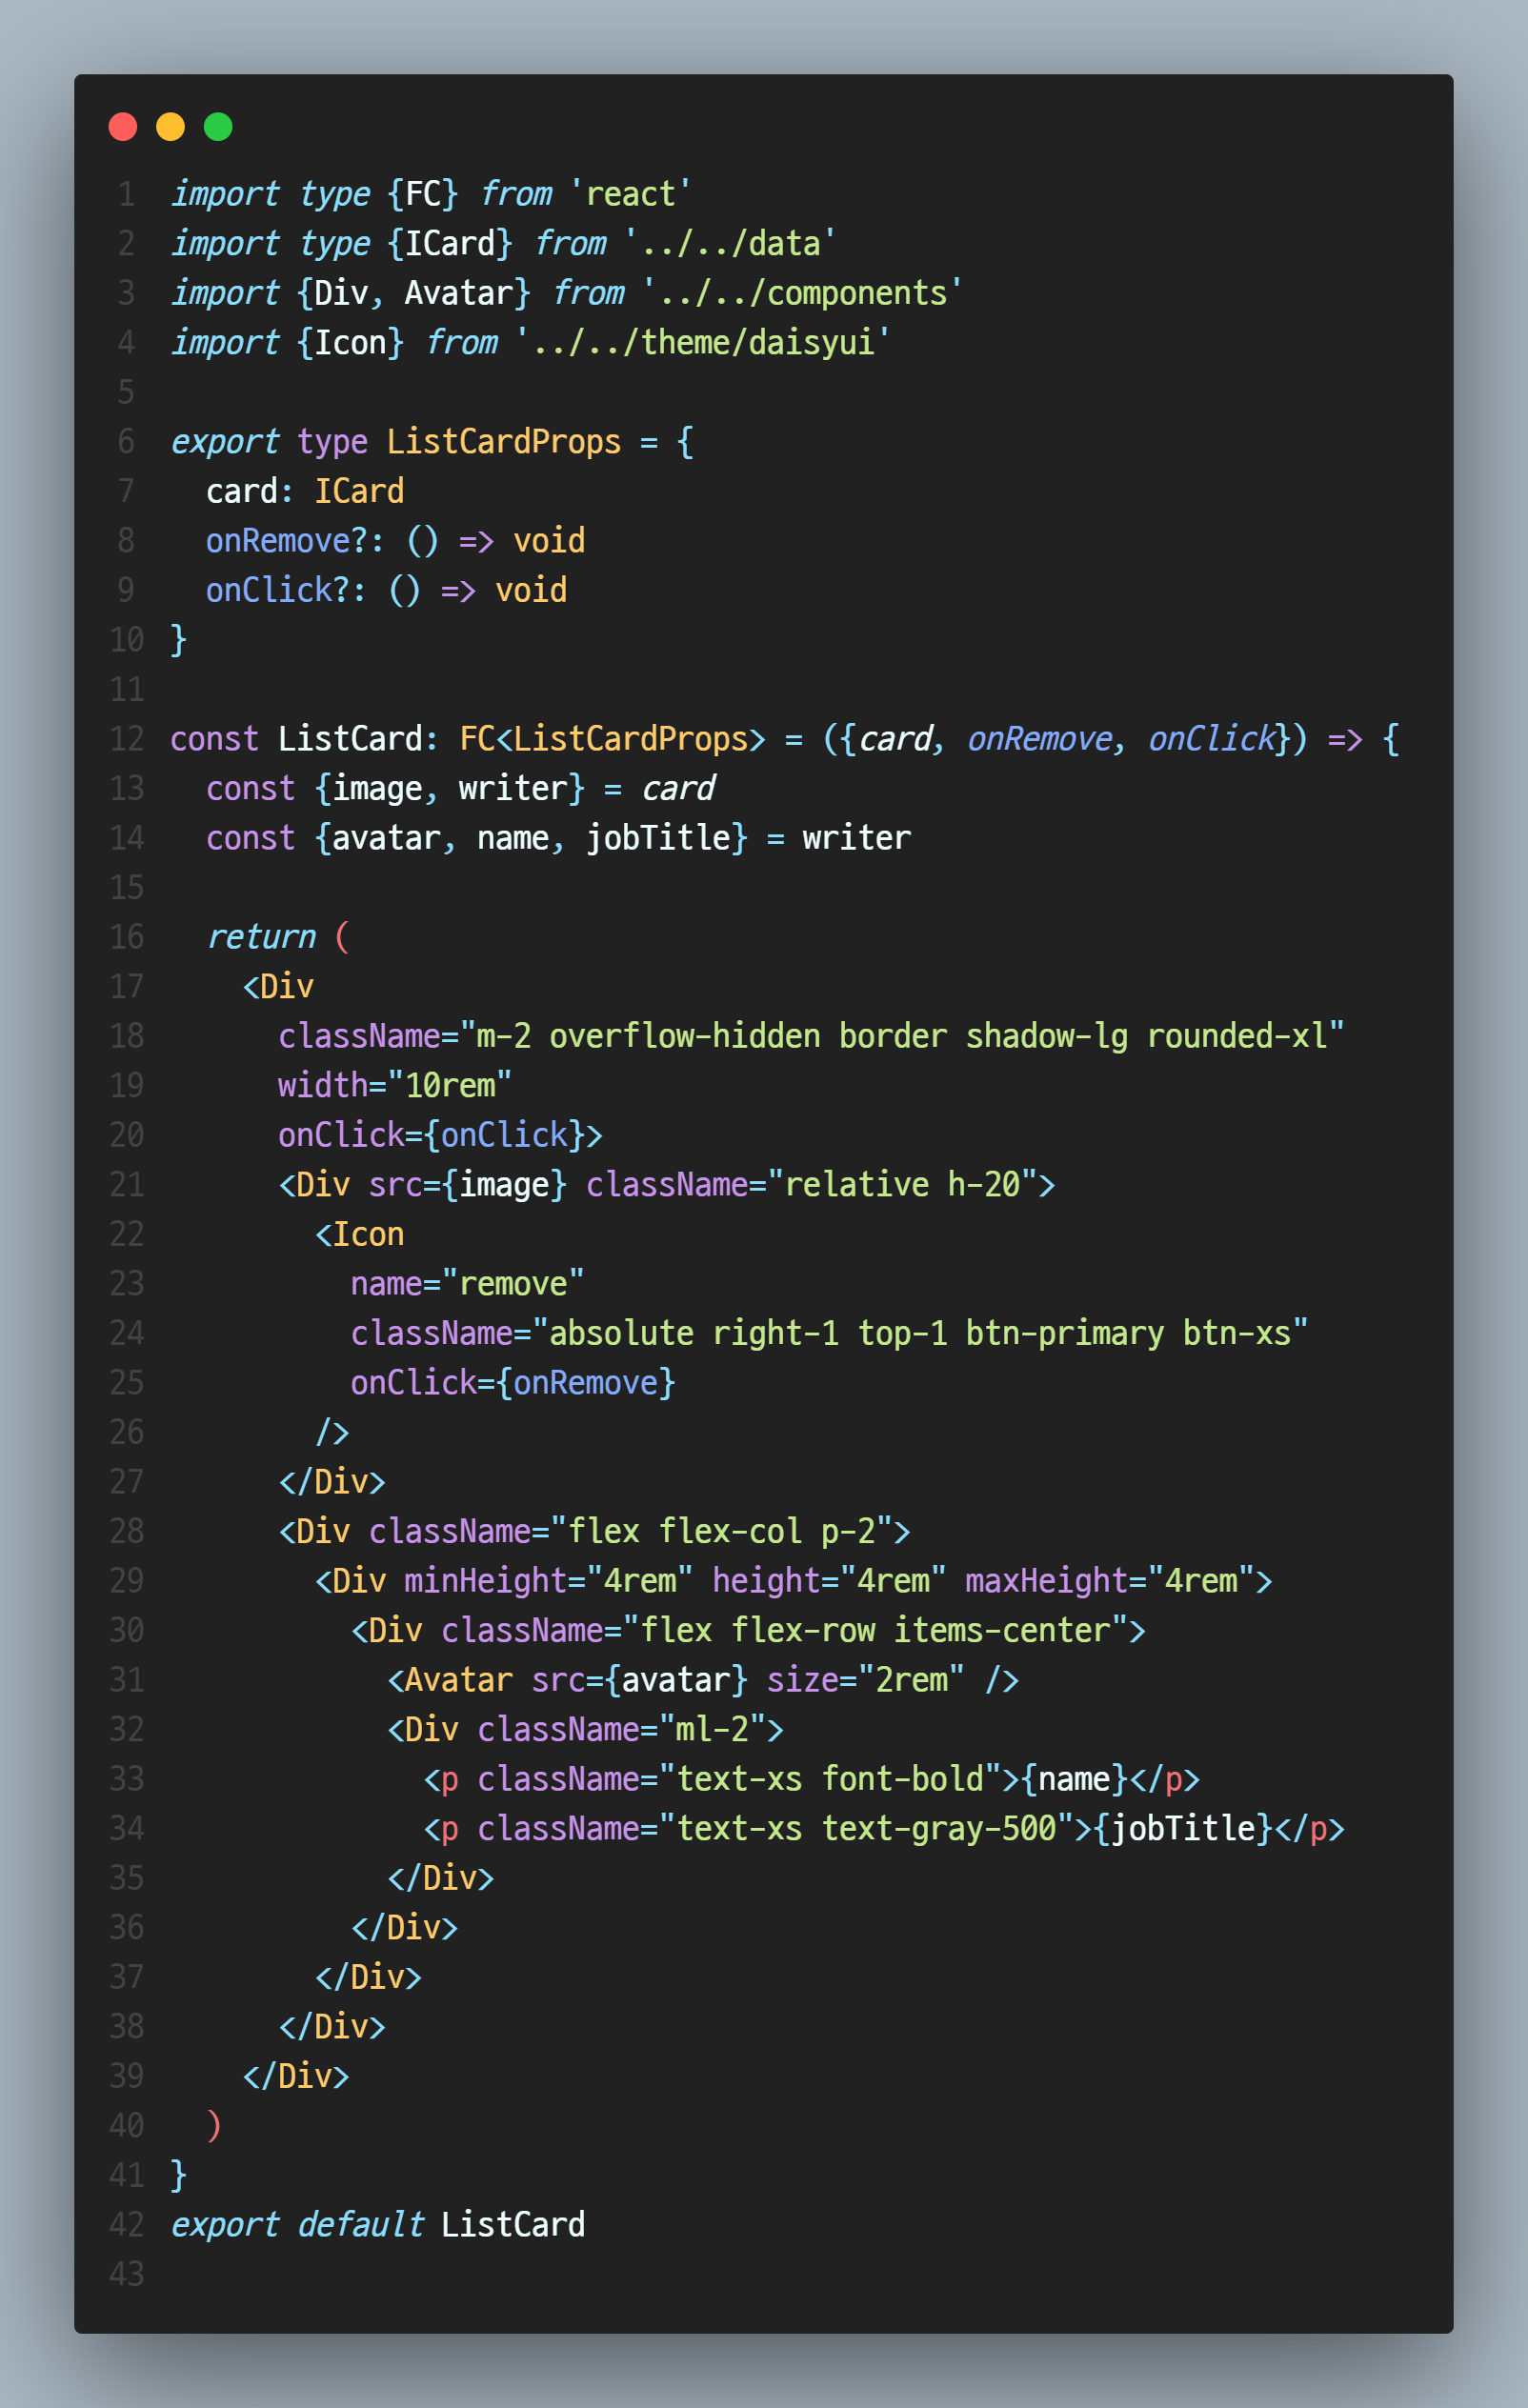 1 import type {FC} from 'react'
2 import type {ICard} from '../../data'
3 import {Div, Avatar} from '../../components'
4 import {Icon} from '../../theme/daisyui'
5
6 export type ListCardProps = {
7   card: ICard
8   onRemove?: () => void
9   onClick?: () => void
10 }
11
12 const ListCard: FC<ListCardProps> = ({card, onRemove, onClick}) => {
13   const {image, writer} = card
14   const {avatar, name, jobTitle} = writer
15
16   return (
17     <Div
18       className="m-2 overflow-hidden border shadow-lg rounded-xl"
19       width="10rem"
20       onClick={onClick}>
21       <Div src={image} className="relative h-20">
22         <Icon
23           name="remove"
24           className="absolute right-1 top-1 btn-primary btn-xs"
25           onClick={onRemove}
26         />
27       </Div>
28       <Div className="flex flex-col p-2">
29         <Div minHeight="4rem" height="4rem" maxHeight="4rem">
30           <Div className="flex flex-row items-center">
31             <Avatar src={avatar} size="2rem" />
32             <Div className="ml-2">
33               <p className="text-xs font-bold">{name}</p>
34               <p className="text-xs text-gray-500">{jobTitle}</p>
35             </Div>
36           </Div>
37         </Div>
38       </Div>
39     </Div>
40   )
41 }
42 export default ListCard
43